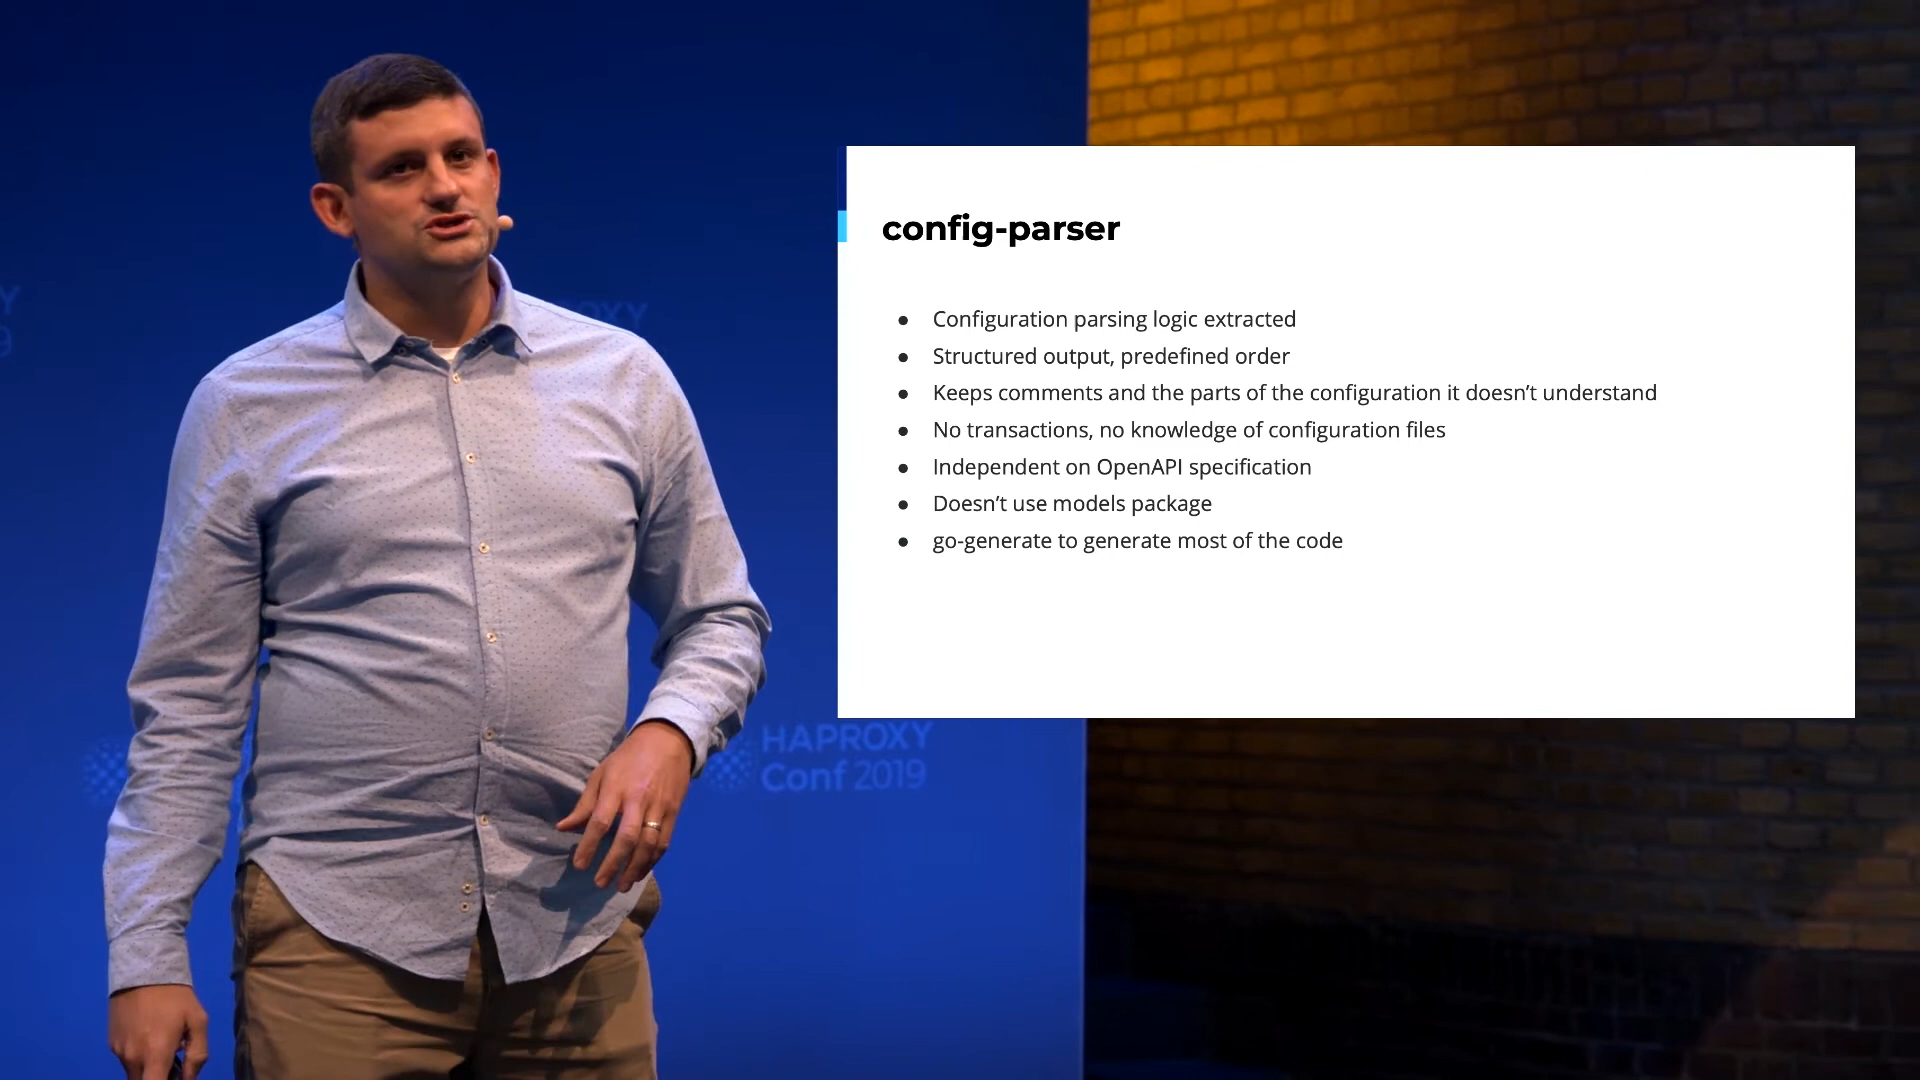 config-parser
● Configuration parsing logic extracted
● Structured output, predefined order
● Keeps comments and the parts of the configuration it doesn’t understand
● No transactions, no knowledge of configuration files
● Independent on OpenAPI specification
● Doesn’t use models package
● go-generate to generate most of the code
HAPROXY
Conf 2019